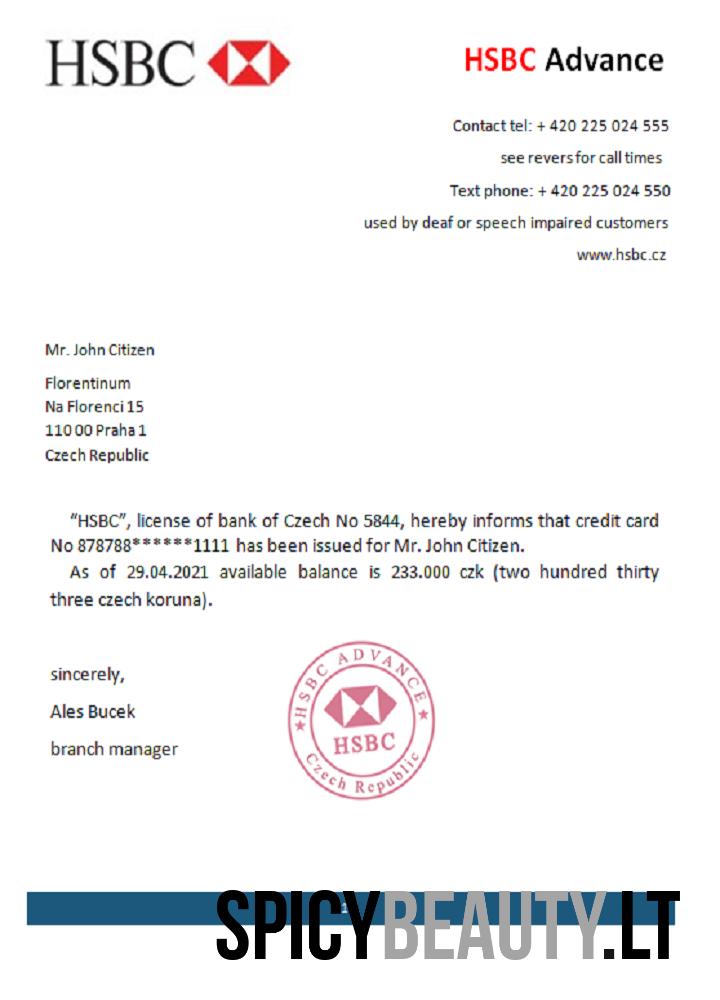 HSBC
HSBC Advance
Contact tel: + 420 225 024 555
see revers for call times
Text phone: + 420 225 024 550
used by deaf or speech impaired customers
www.hsbc.cz
Mr. John Citizen
Florentinum
Na Florenci 15
110 00 Praha 1
Czech Republic
“HSBC”, license of bank of Czech No 5844, hereby informs that credit card
No 878788******1111 has been issued for Mr. John Citizen.
As of 29.04.2021 available balance is 233.000 czk (two hundred thirty
three czech koruna).
sincerely,
Ales Bucek
branch manager
HSBC ADVANCE
HSBC
Czech Republic
1
SPICYBEAUTY.LT